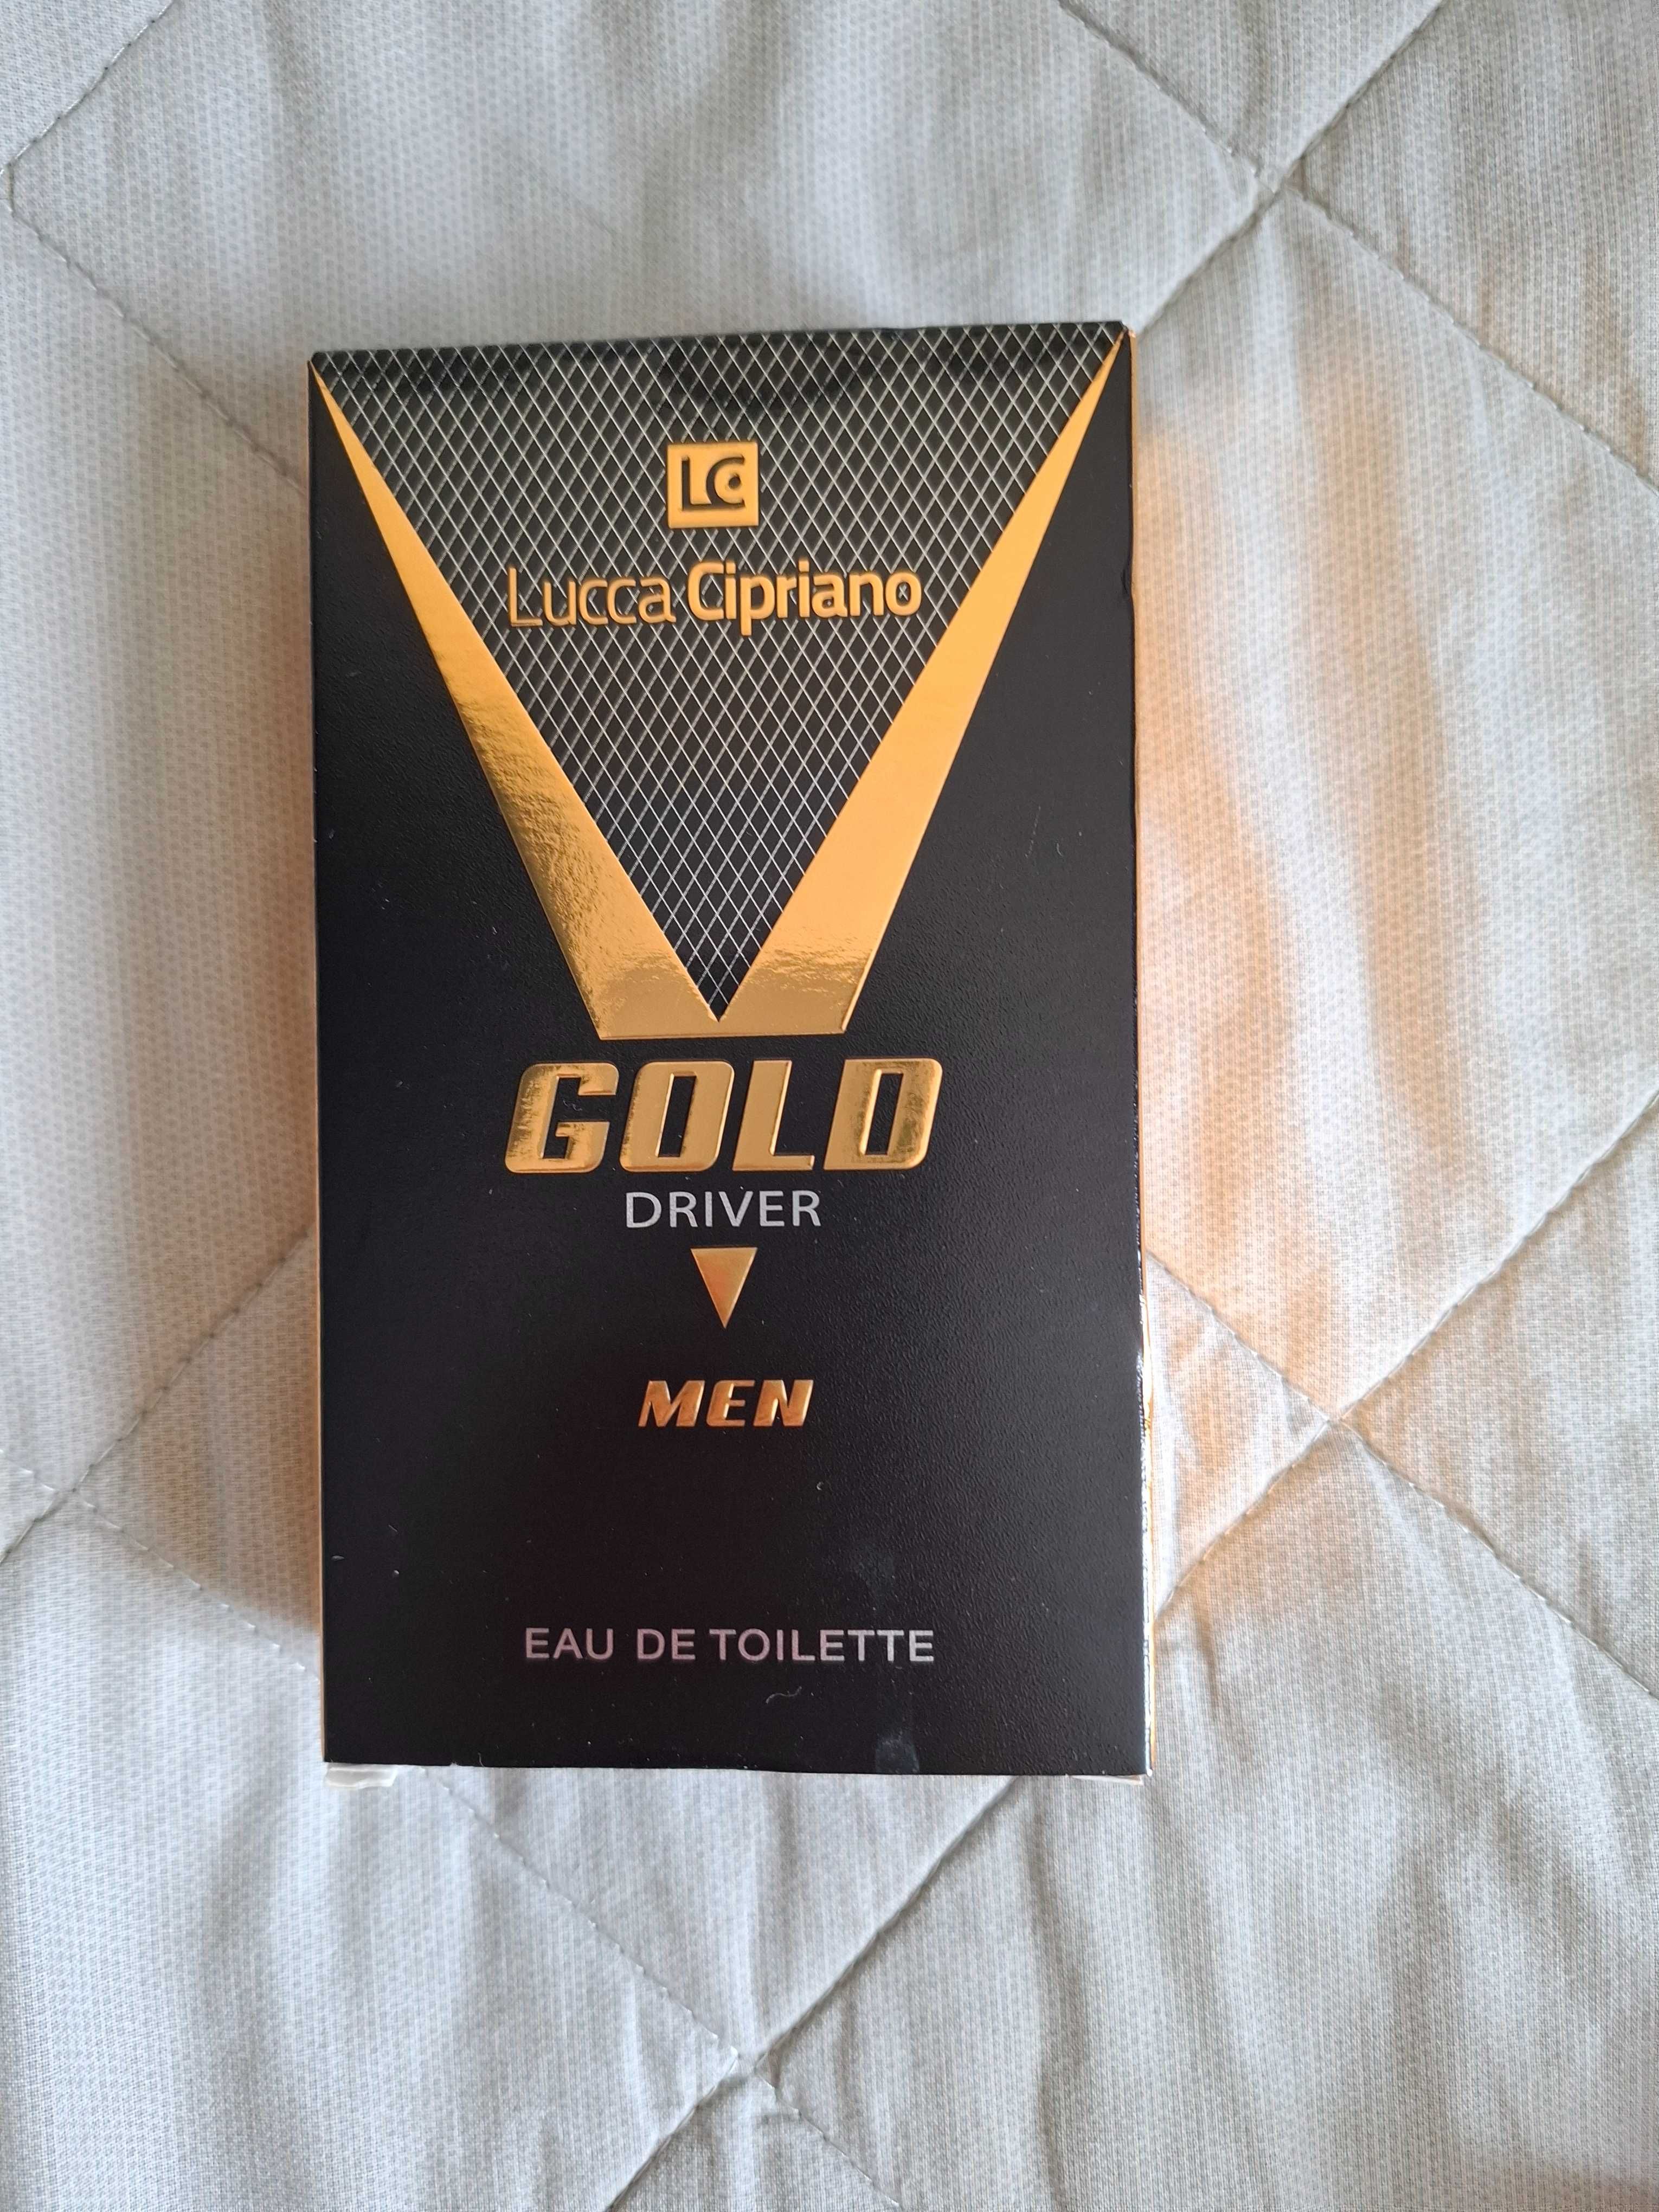 LC
Lucca Cipriano
GOLD
DRIVER
MEN
EAU DE TOILETTE